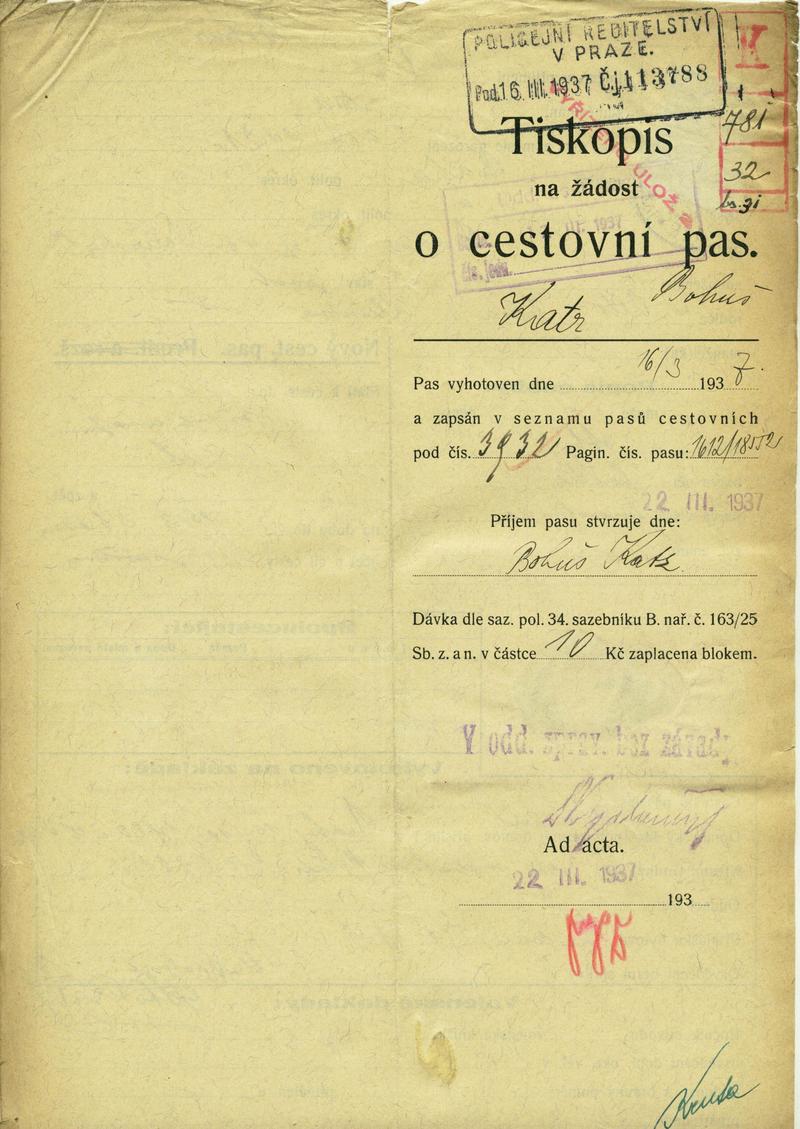 POLICEJNÍ ŘEDITELSTVÍ
V PRAZE.
Pod. 16. III. 1937 Čj. 113788
K
781
32
Tiskopis
na žádost
o cestovní pas.
Katz Bohuš
Pas vyhotoven dne 16/3 1937.
a zapsán v seznamu pasů cestovních
pod čís. 3932 Pagin. čís. pasu: 1612/18552
22 III. 1937
Příjem pasu stvrzuje dne:
Bohuš Katz
Dávka dle saz. pol. 34. sazebníku B. nař. č. 163/25
Sb. z. a n. v částce 10 Kč zaplacena blokem.
V odd. zprav. bez závady.
Ad acta.
22 III. 1937
193